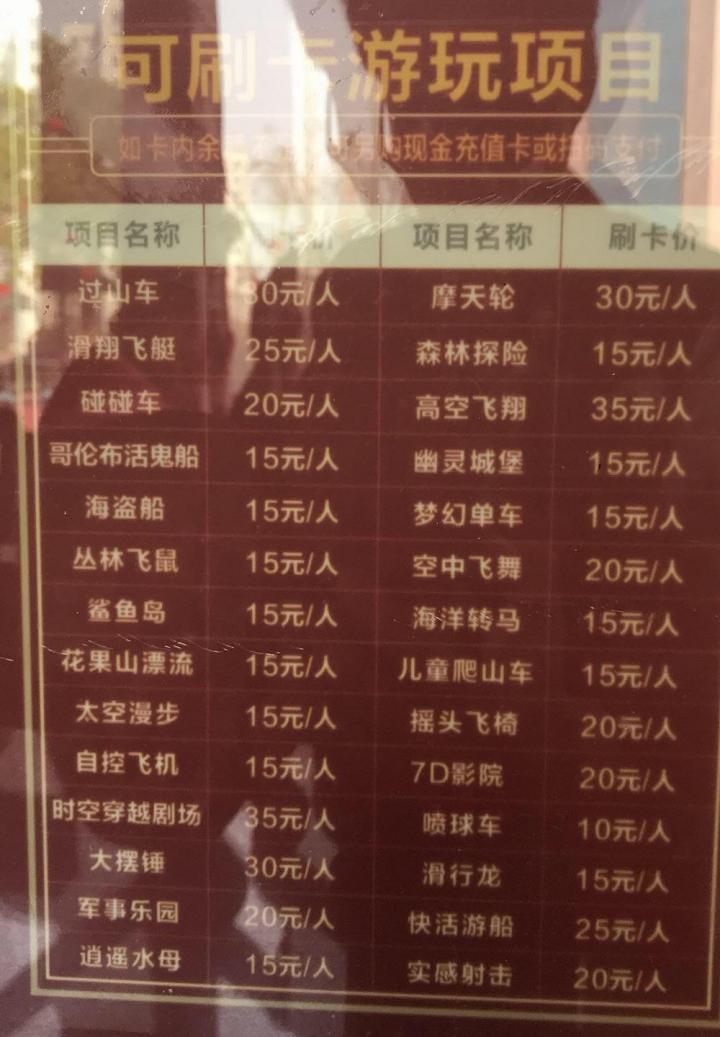 可刷卡游玩项目
如卡内余 购现金充值卡或扫码支付
项目名称 刷卡价 项目名称 刷卡价
过山车 30元/人 摩天轮 30元/人
滑翔飞艇 25元/人 森林探险 15元/人
碰碰车 20元/人 高空飞翔 35元/人
哥伦布活鬼船 15元/人 幽灵城堡 15元/人
海盗船 15元/人 梦幻单车 15元/人
丛林飞鼠 15元/人 空中飞舞 20元/人
鲨鱼岛 15元/人 海洋转马 15元/人
花果山漂流 15元/人 儿童爬山车 15元/人
太空漫步 15元/人 摇头飞椅 20元/人
自控飞机 15元/人 7D影院 20元/人
时空穿越剧场 35元/人 喷球车 10元/人
大摆锤 30元/人 滑行龙 15元/人
军事乐园 20元/人 快活游船 25元/人
逍遥水母 15元/人 实感射击 20元/人